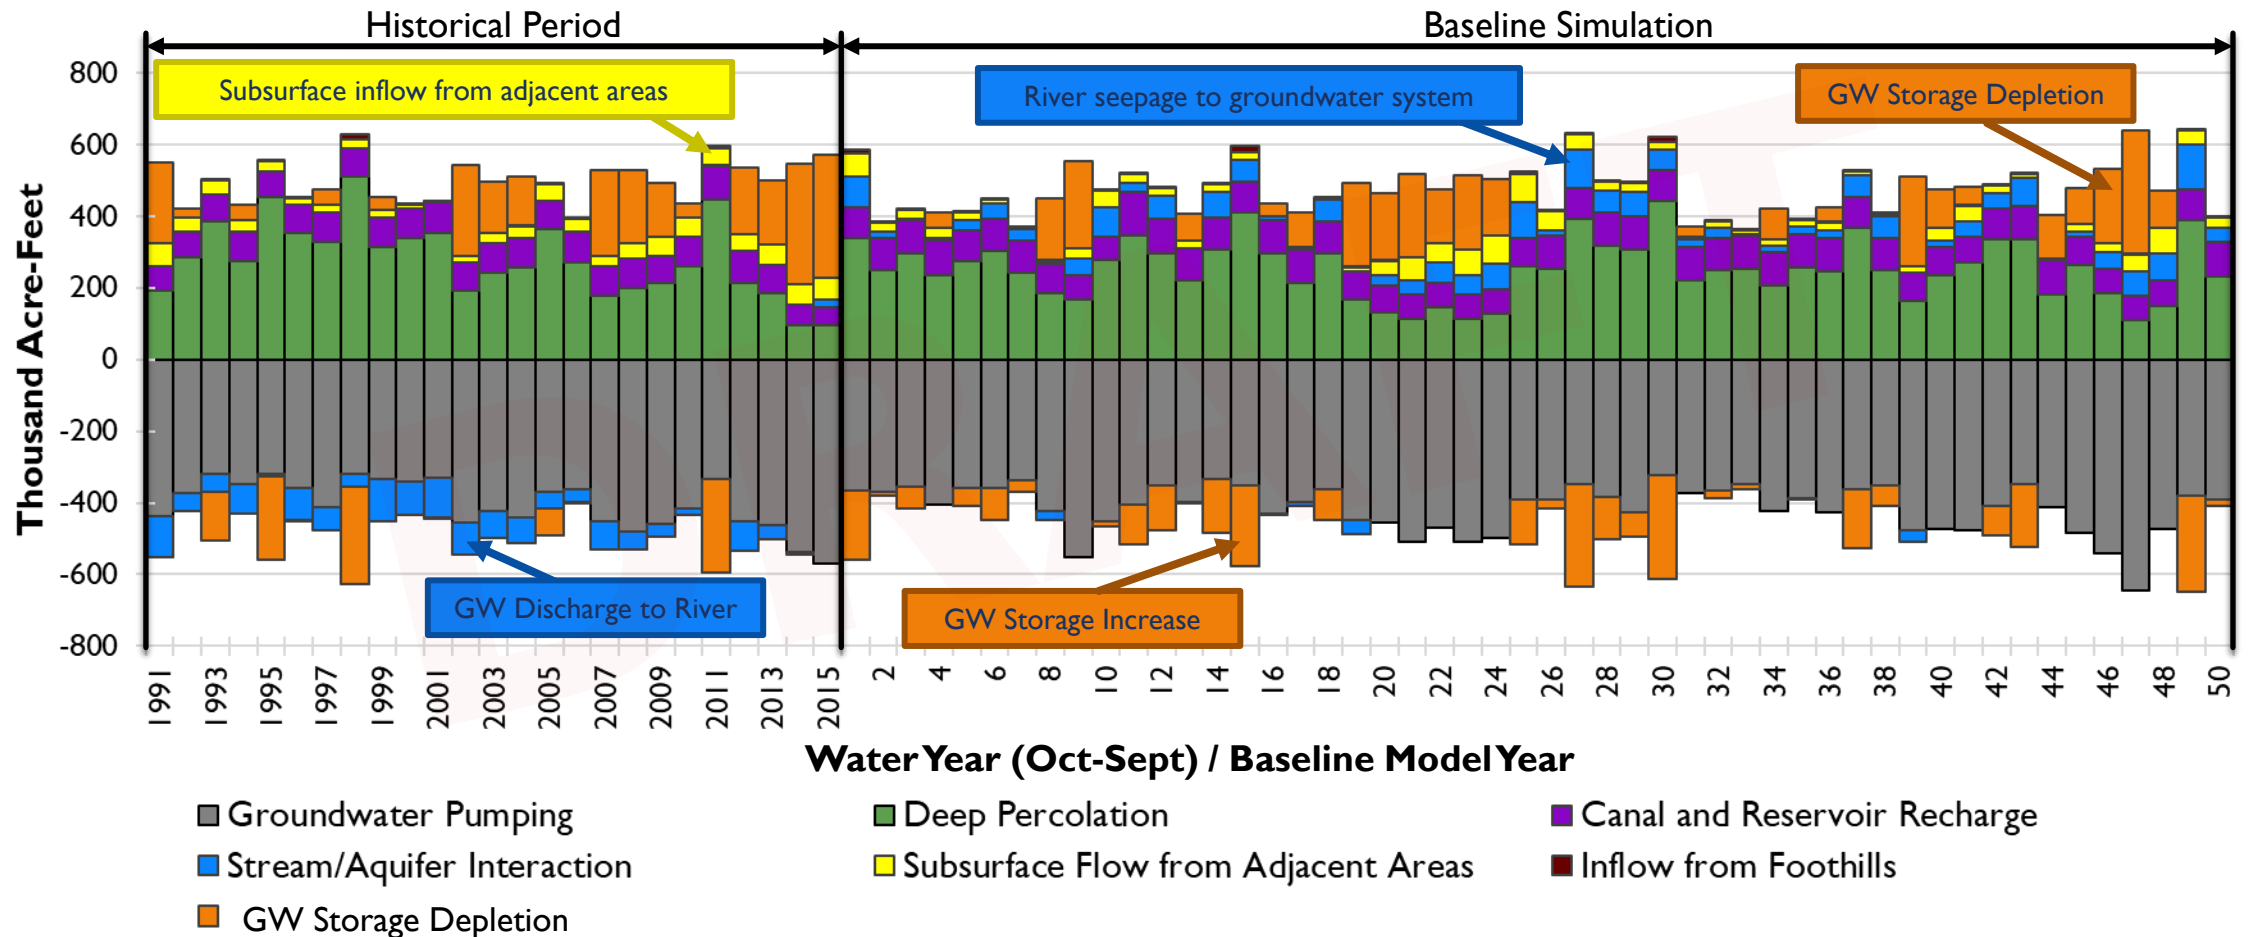 Historical Period
Baseline Simulation
Subsurface inflow from adjacent areas
River seepage to groundwater system
GW Storage Depletion
800
600
400
200
0
-200
-400
-600
-800
Thousand Acre-Feet
GW Discharge to River
GW Storage Increase
DRAFT
1991 1993 1995 1997 1999 2001 2003 2005 2007 2009 2011 2013 2015 2 4 6 8 10 12 14 16 18 20 22 24 26 28 30 32 34 36 38 40 42 44 46 48 50
Water Year (Oct-Sept) / Baseline Model Year
Groundwater Pumping
Deep Percolation
Canal and Reservoir Recharge
Stream/Aquifer Interaction
Subsurface Flow from Adjacent Areas
Inflow from Foothills
GW Storage Depletion